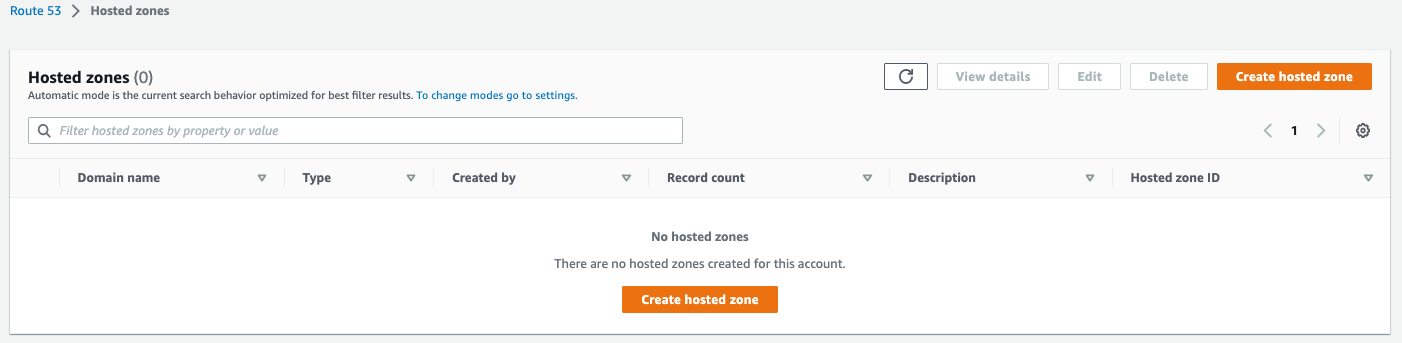 Route 53 > Hosted zones
Hosted zones (0)
Automatic mode is the current search behavior optimized for best filter results. To change modes go to settings.
View details
Edit
Delete
Create hosted zone
Filter hosted zones by property or value
1
Domain name
Type
Created by
Record count
Description
Hosted zone ID
No hosted zones
There are no hosted zones created for this account.
Create hosted zone